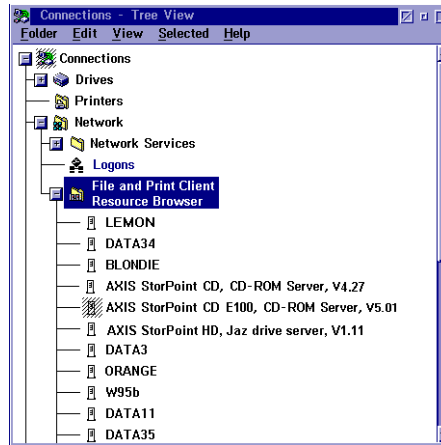 Connections - Tree View
Folder Edit View Selected Help
Connections
Drives
Printers
Network
Network Services
Logons
File and Print Client
Resource Browser
LEMON
DATA34
BLONDIE
AXIS StorPoint CD, CD-ROM Server, V4.27
AXIS StorPoint CD E100, CD-ROM Server, V5.01
AXIS StorPoint HD, Jaz drive server, V1.11
DATA3
ORANGE
W95b
DATA11
DATA35